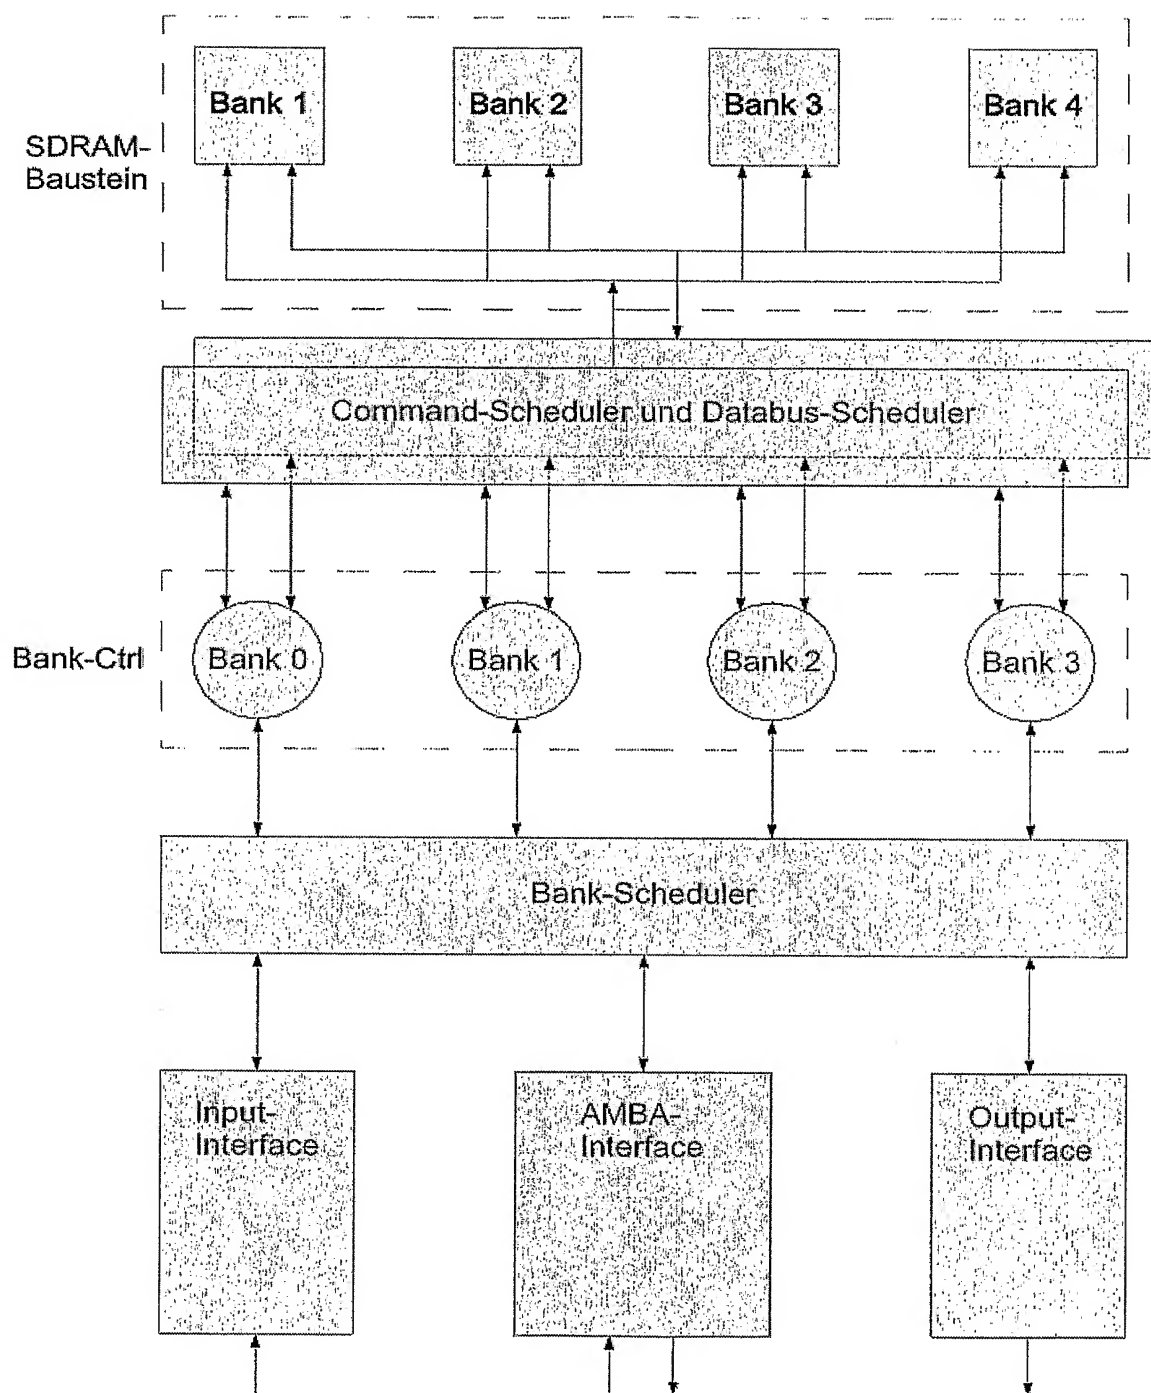 Bank 1
Bank 2
Bank 3
Bank 4
SDRAM-
Baustein
Command-Scheduler und Databus-Scheduler
Bank-Ctrl
Bank 0
Bank 1
Bank 2
Bank 3
Bank-Scheduler
Input-
Interface
AMBA-
Interface
Output-
Interface